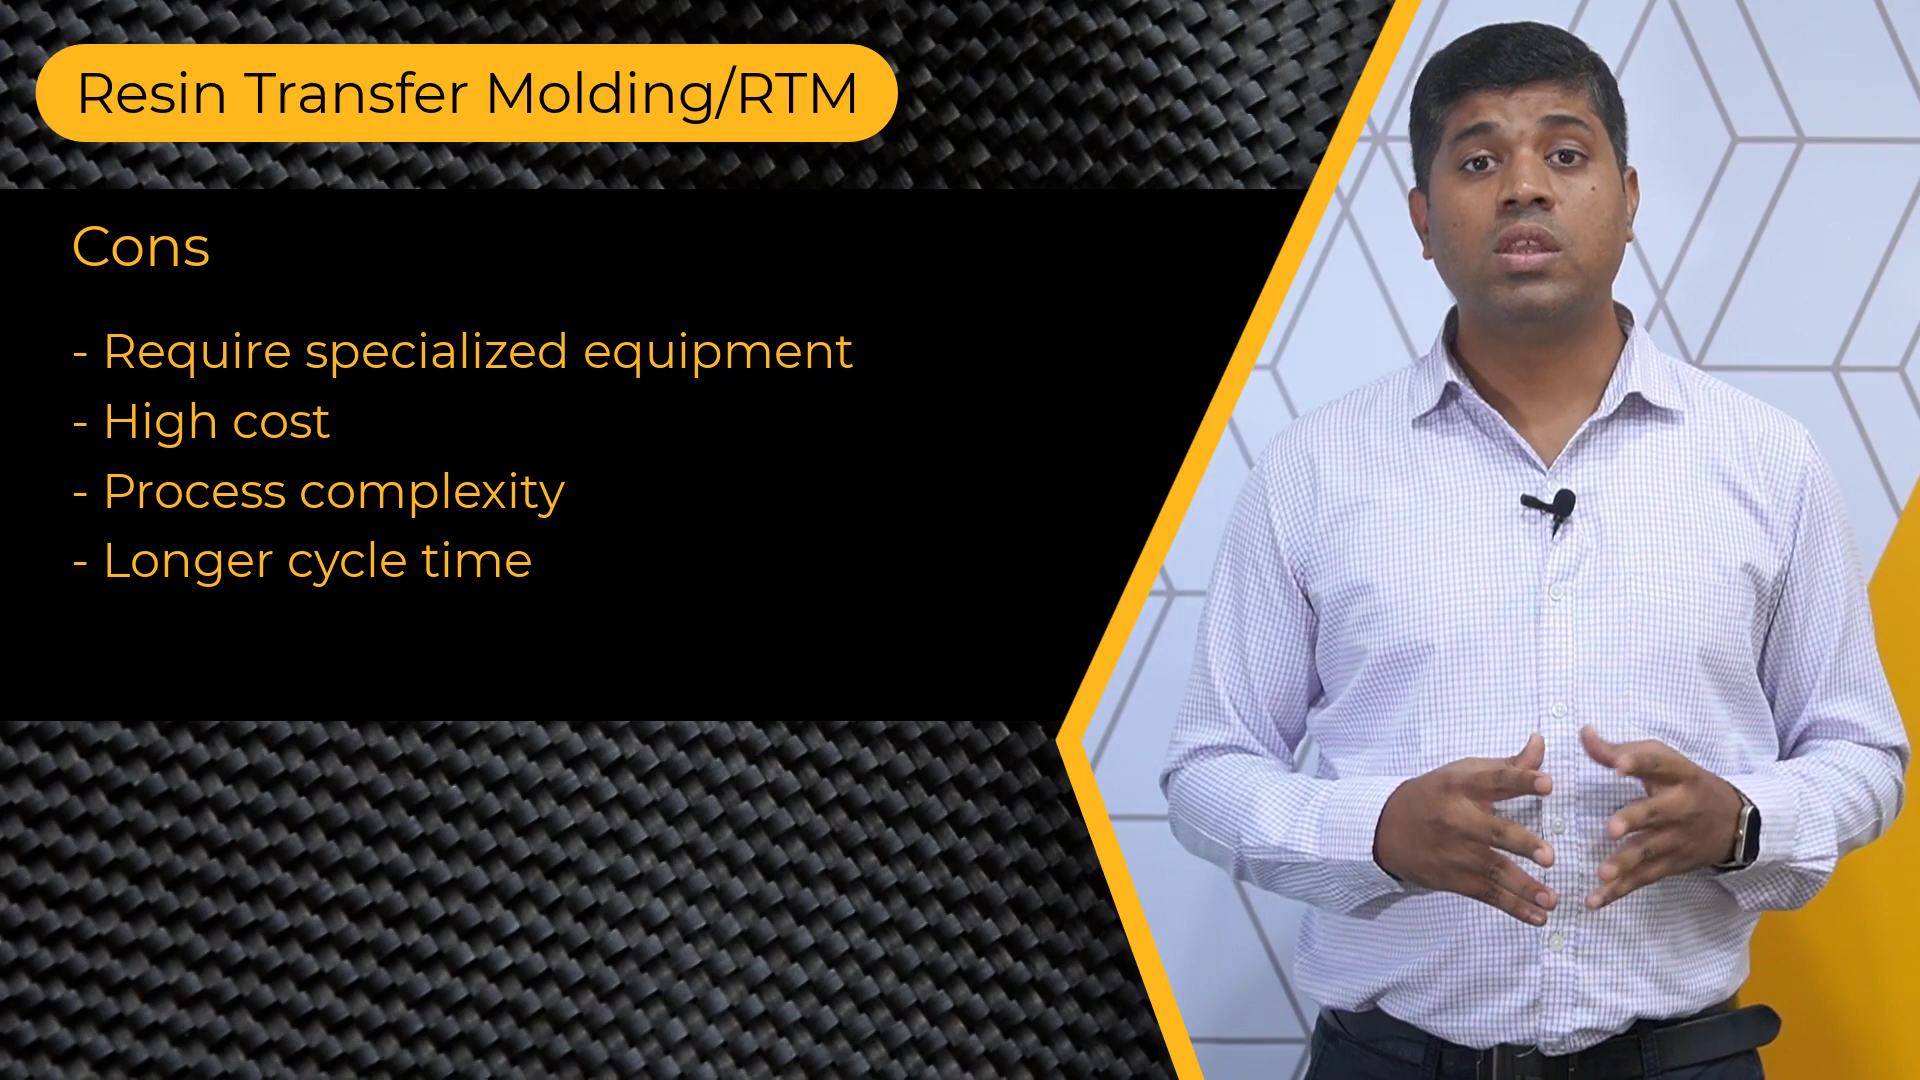 Resin Transfer Molding/RTM
Cons
- Require specialized equipment
- High cost
- Process complexity
- Longer cycle time